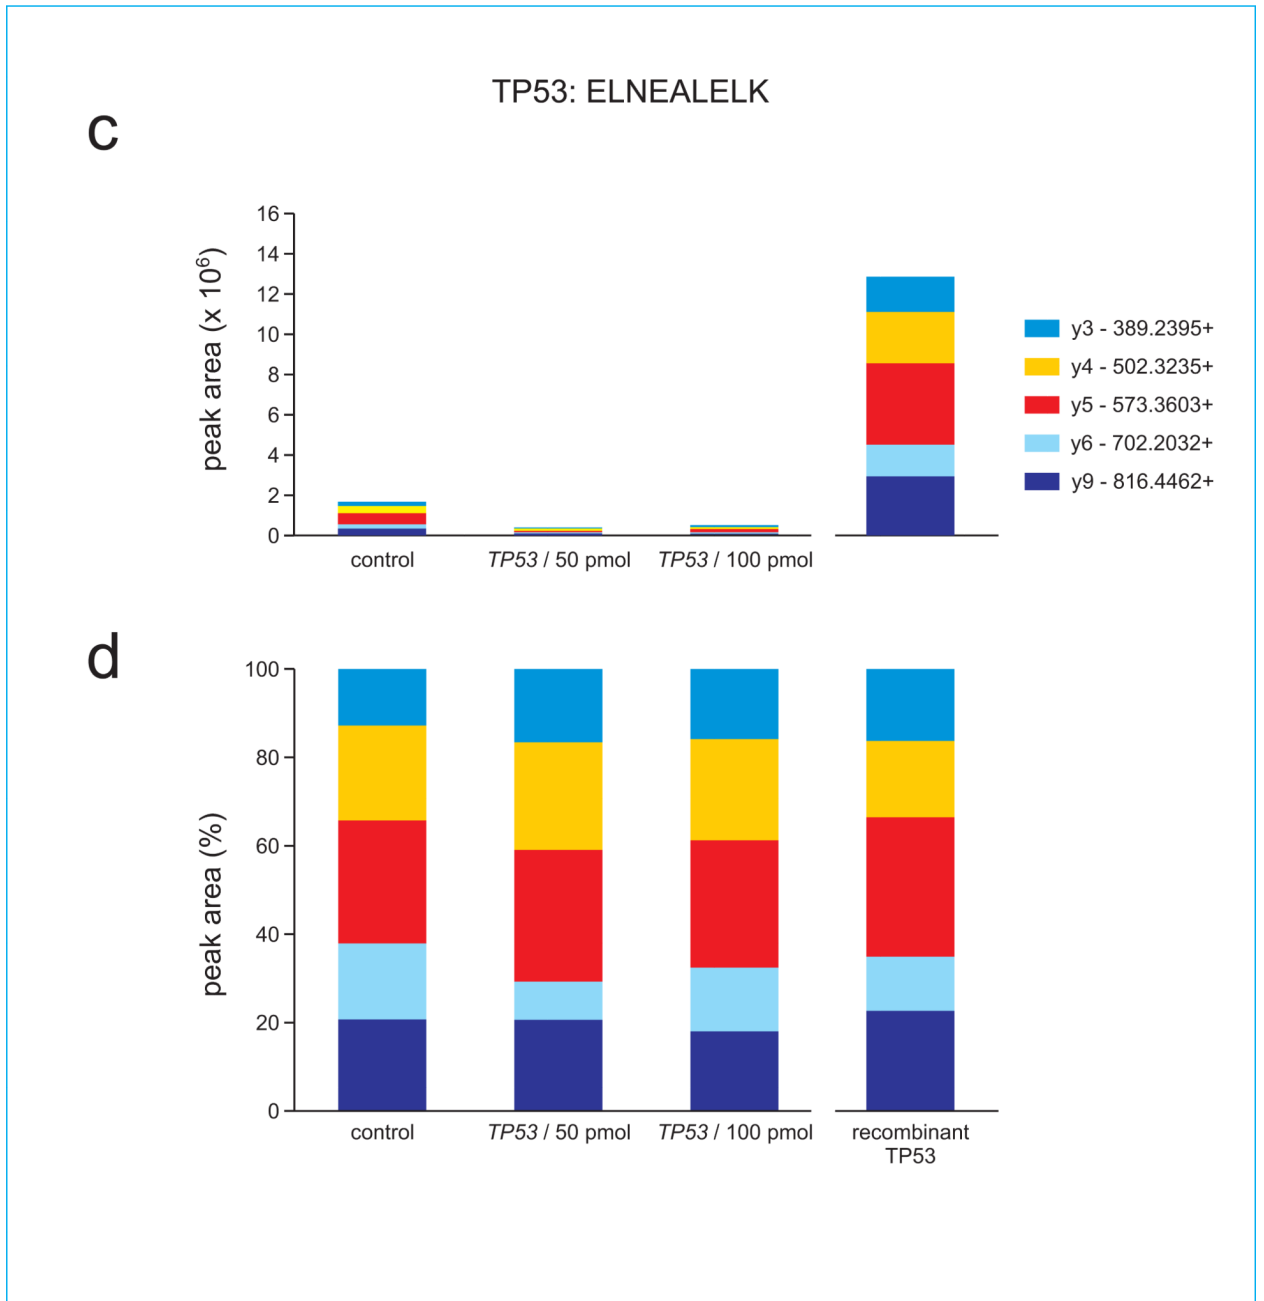 TP53: ELNEALELK
c
peak area (x 10⁶)
16
14
12
10
8
6
4
2
0
control
TP53 / 50 pmol
TP53 / 100 pmol
y3 - 389.2395+
y4 - 502.3235+
y5 - 573.3603+
y6 - 702.2032+
y9 - 816.4462+
d
peak area (%)
100
80
60
40
20
0
control
TP53 / 50 pmol
TP53 / 100 pmol
recombinant
TP53